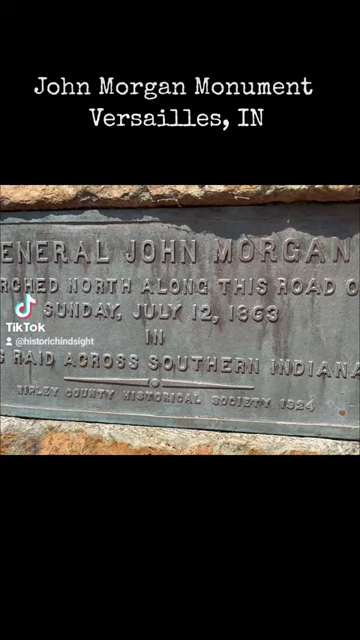 John Morgan Monument
Versailles, IN
ENERAL JOHN MORGAN
RCHED NORTH ALONG THIS ROAD O
SUNDAY, JULY 12, 1863
IN
S RAID ACROSS SOUTHERN INDIANA
RIPLEY COUNTY HISTORICAL SOCIETY 1924
TikTok
@historichindsight